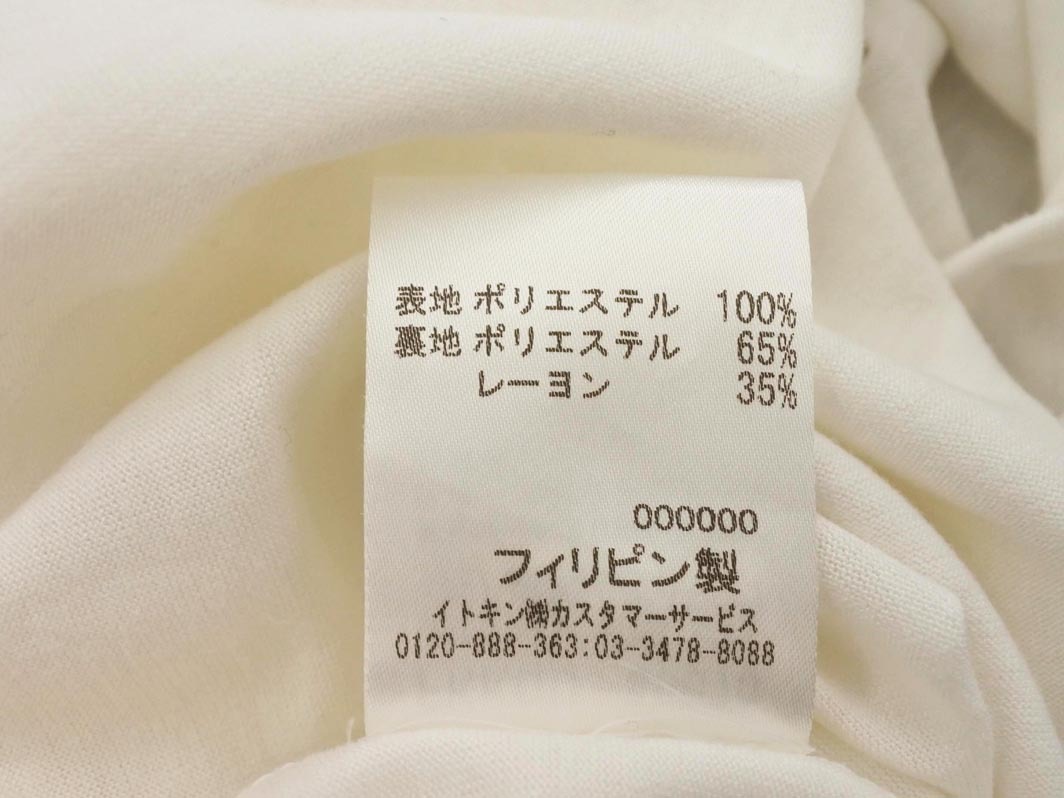 表地 ポリエステル 100%
裏地 ポリエステル 65%
レーヨン 35%
000000
フィリピン製
イトキン㈱カスタマーサービス
0120-888-363:03-3478-8088